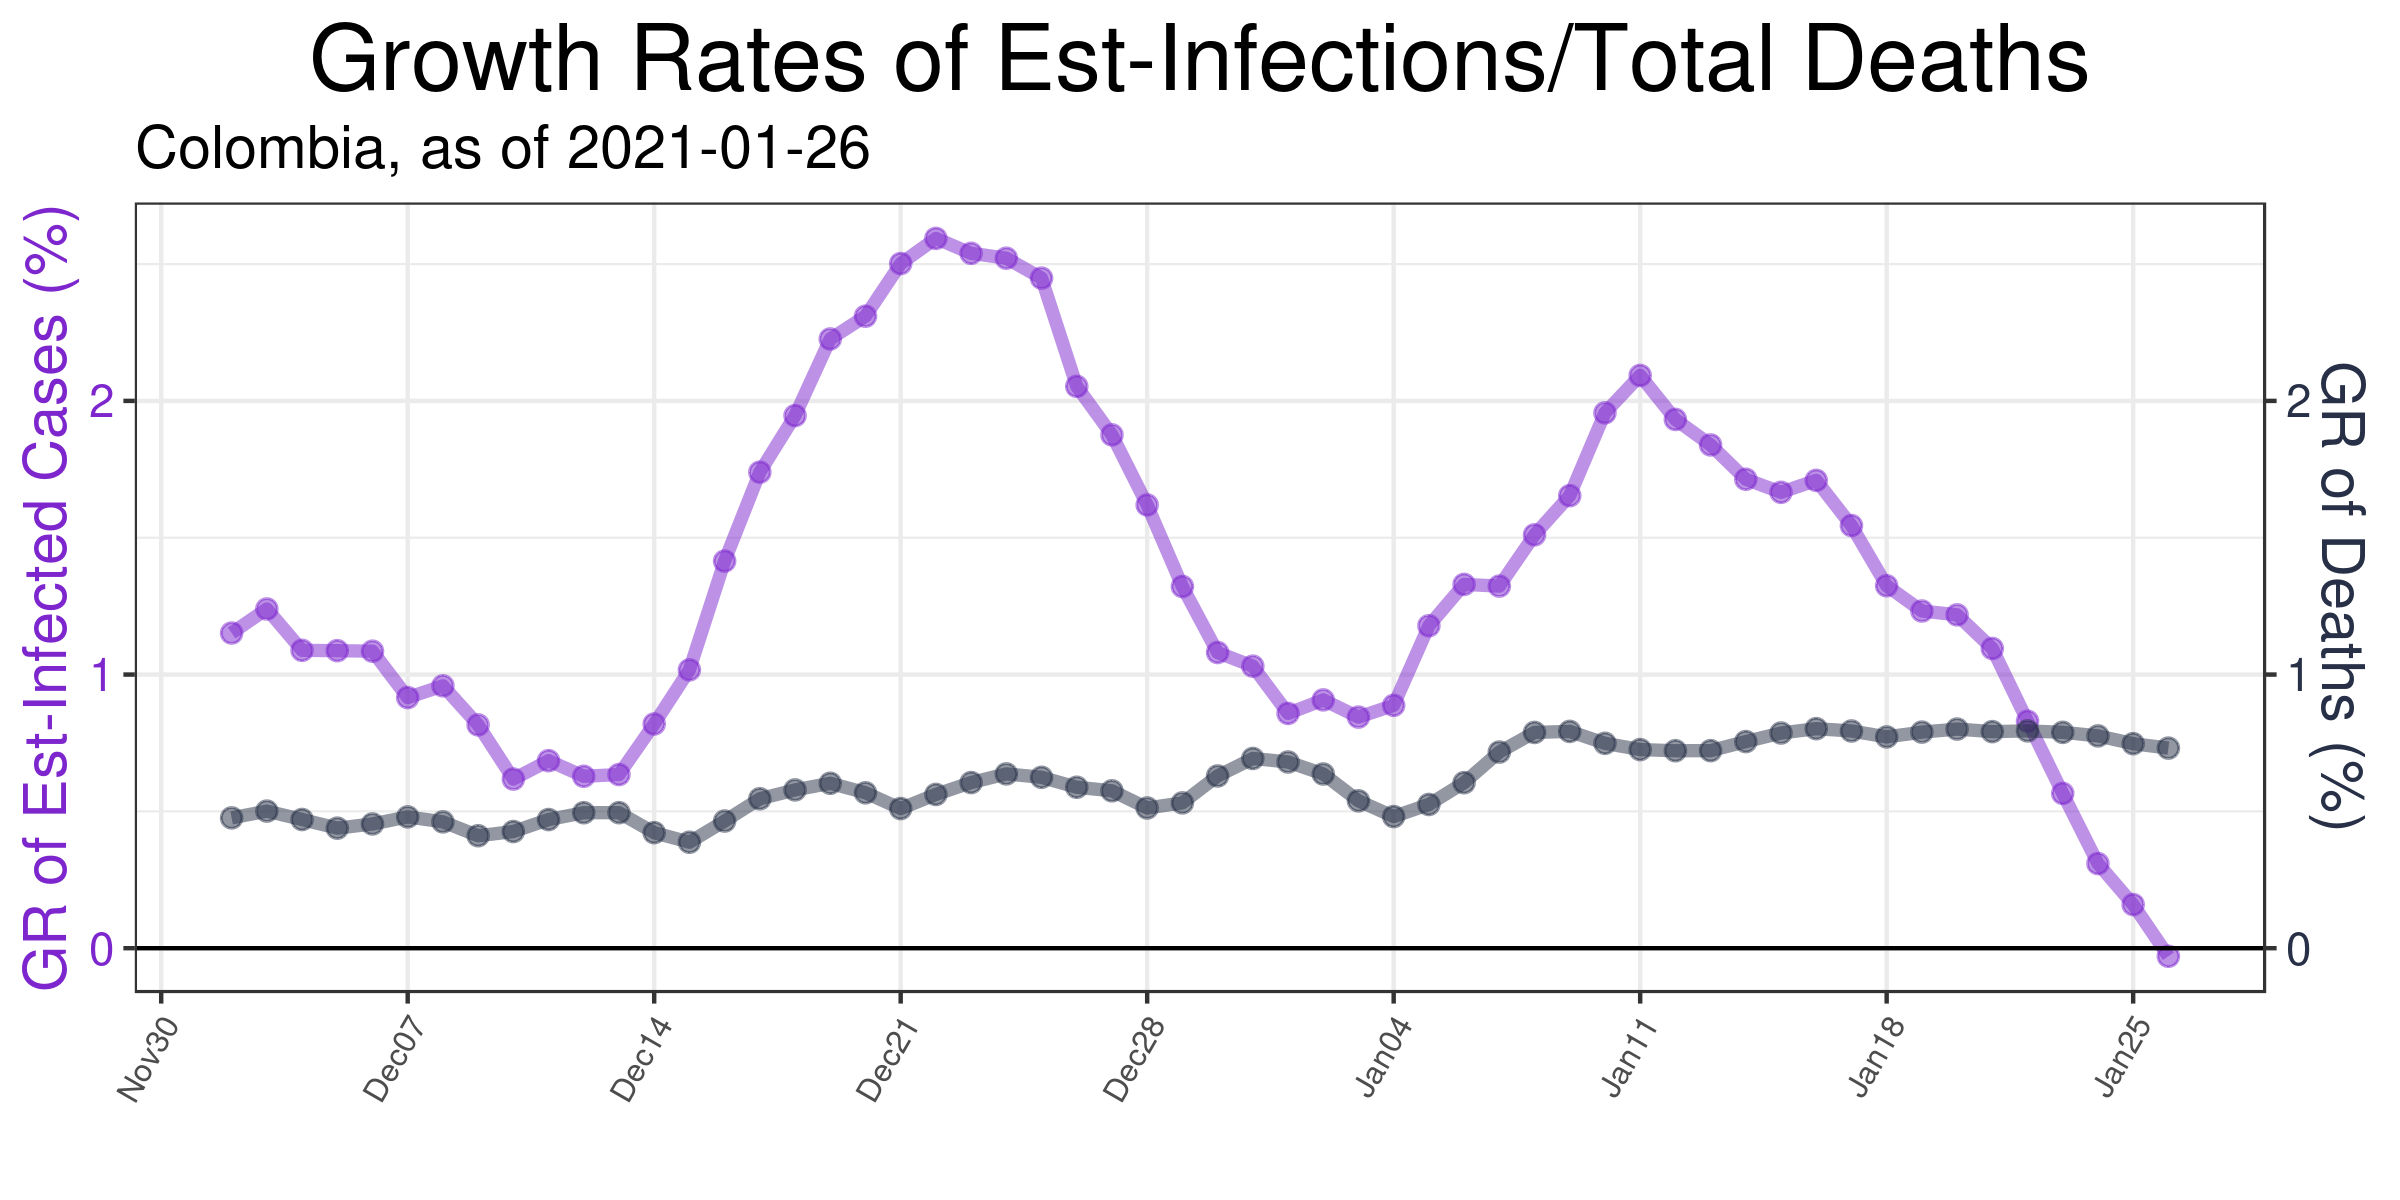 Growth Rates of Est-Infections/Total Deaths
Colombia, as of 2021-01-26
GR of Est-Infected Cases (%)
2
1
0
2
1
0
GR of Deaths (%)
Nov30
Dec07
Dec14
Dec21
Dec28
Jan04
Jan11
Jan18
Jan25